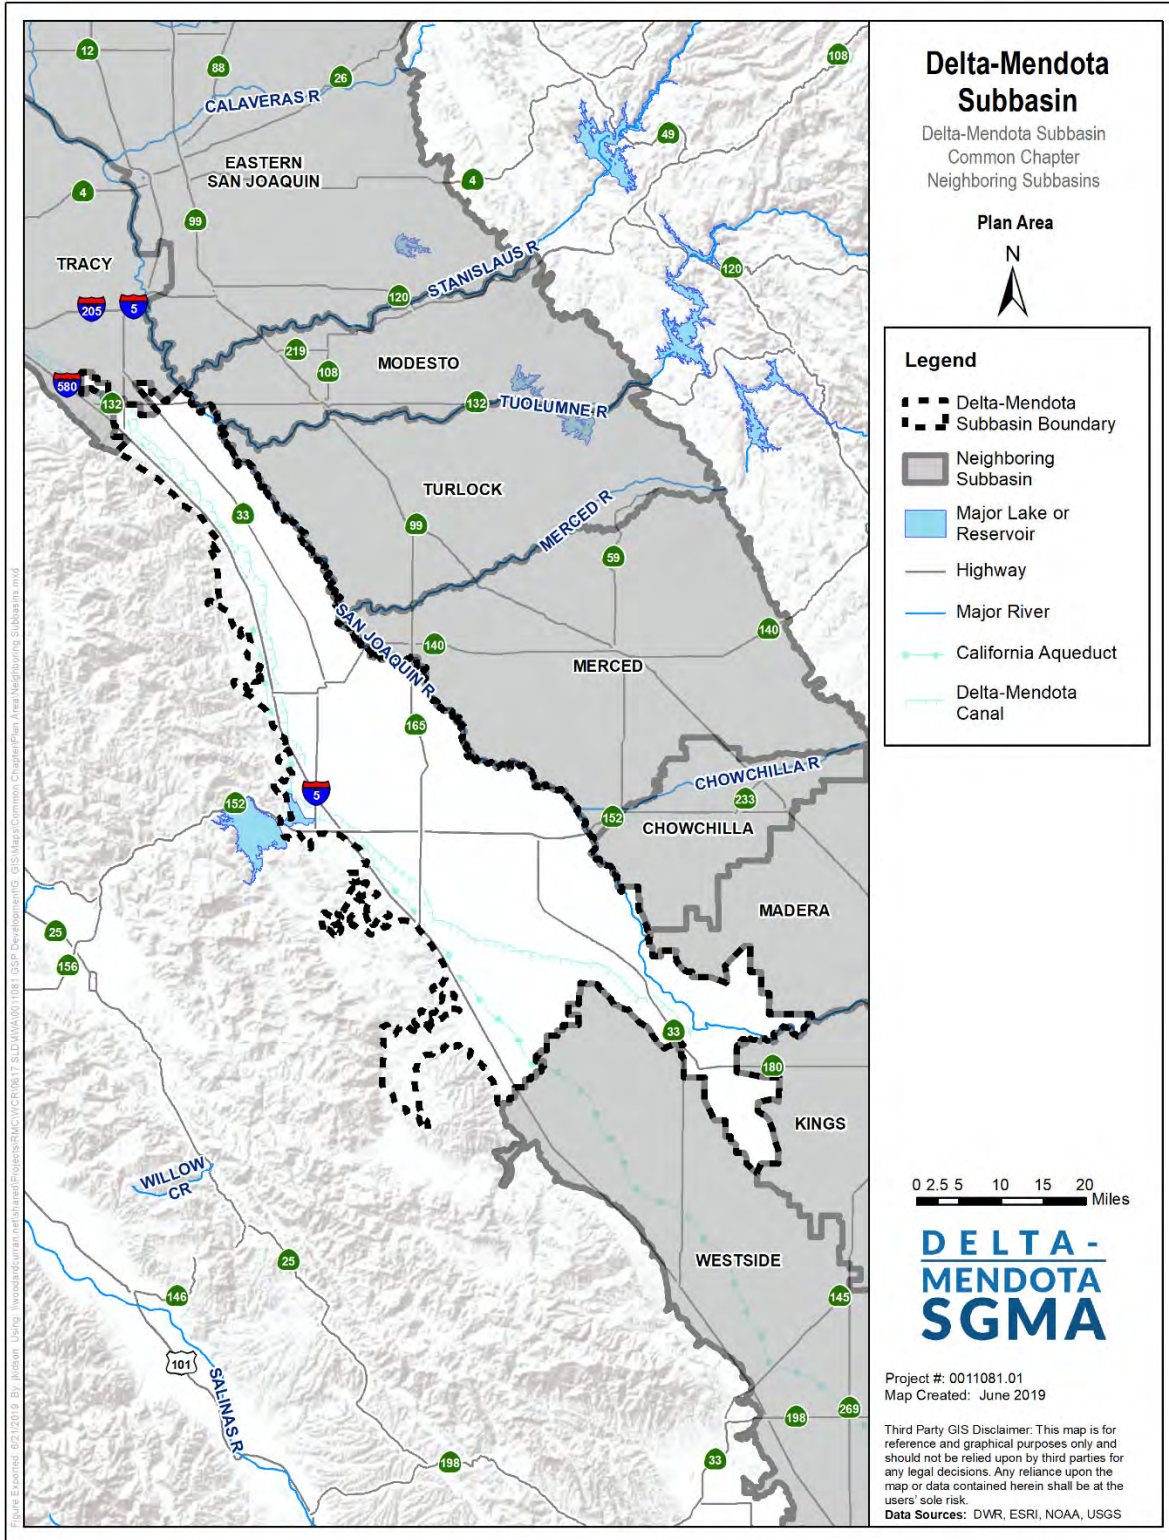 Delta-Mendota
Subbasin
Delta-Mendota Subbasin
Common Chapter
Neighboring Subbasins
Plan Area
N
Legend
Delta-Mendota
Subbasin Boundary
Neighboring
Subbasin
Major Lake or
Reservoir
Highway
Major River
California Aqueduct
Delta-Mendota
Canal
0 2.5 5 10 15 20
Miles
DELTA-
MENDOTA
SGMA
Project #: 0011081.01
Map Created: June 2019
Third Party GIS Disclaimer: This map is for
reference and graphical purposes only and
should not be relied upon by third parties for
any legal decisions. Any reliance upon the
map or data contained herein shall be at the
users' sole risk.
Data Sources: DWR, ESRI, NOAA, USGS
12
88
26
108
CALAVERAS R
49
EASTERN
SAN JOAQUIN
4
4
99
TRACY
STANISLAUS R
120
120
205
5
219
108
MODESTO
580
132
132
TUOLUMNE R
TURLOCK
33
99
MERCED R
59
SAN JOAQUIN R
140
140
MERCED
165
CHOWCHILLA R
5
152
233
152
CHOWCHILLA
MADERA
25
156
33
180
KINGS
WILLOW
CR
WESTSIDE
25
146
145
101
SALINAS R
198
269
198
33